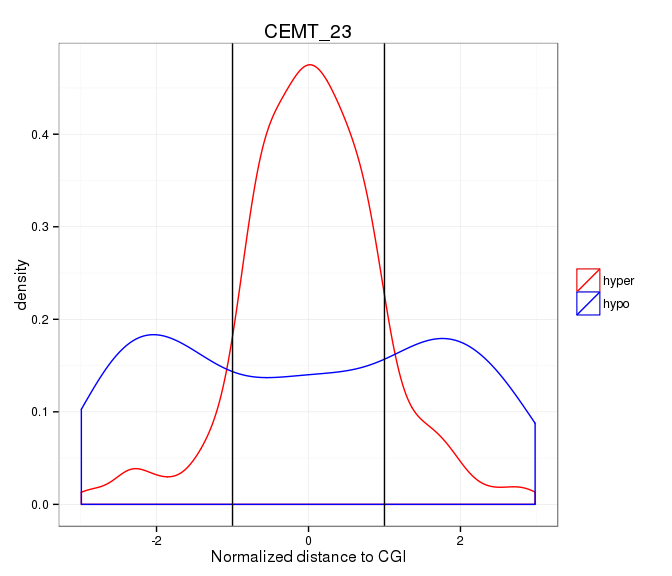 CEMT_23
0.4
0.3
0.2
0.1
0.0
density
-2 0 2
Normalized distance to CGI
hyper
hypo